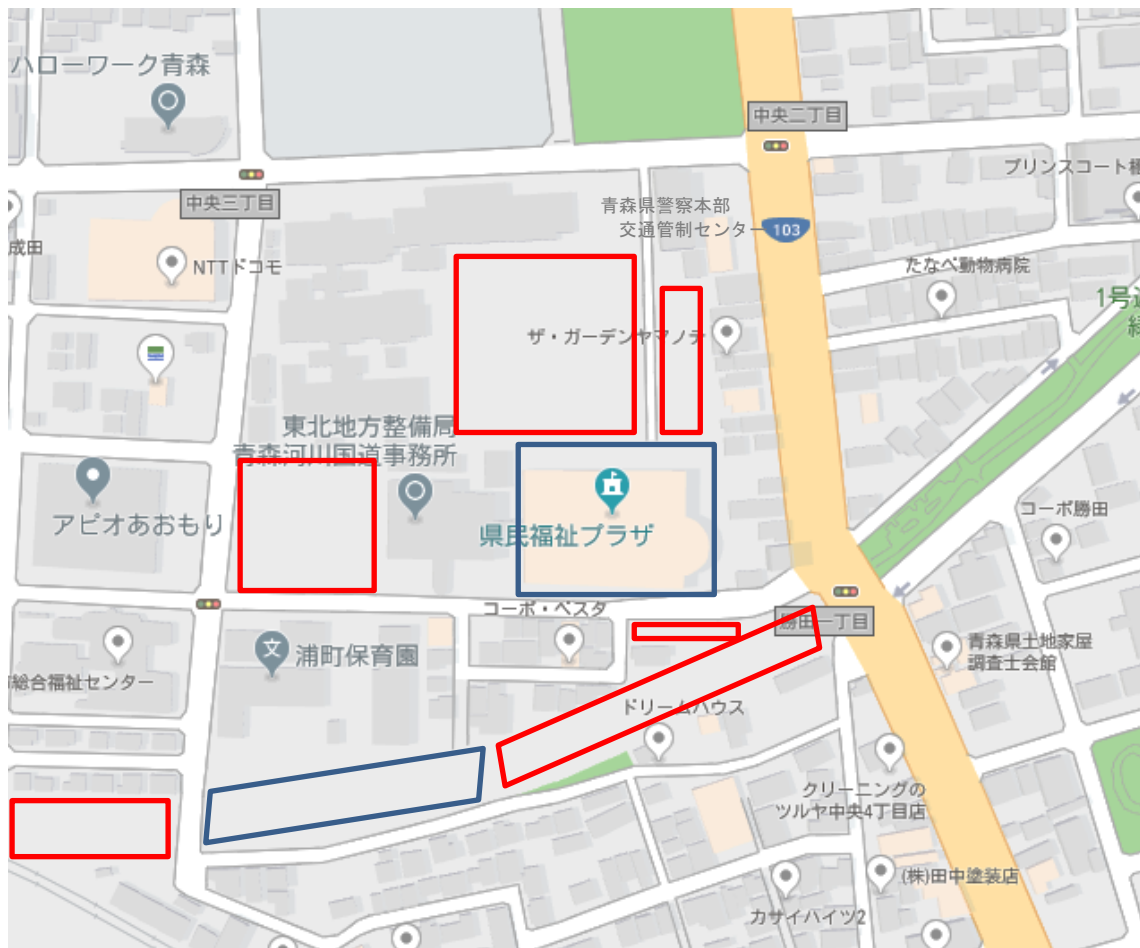 ハローワーク青森
中央二丁目
プリンスコート
中央三丁目
青森県警察本部
交通管制センター
103
成田
NTTドコモ
たなべ動物病院
1号
ザ・ガーデンヤマノテ
東北地方整備局
青森河川国道事務所
アピオあおもり
県民福祉プラザ
コーポ勝田
コーポ・ベスタ
勝田一丁目
文
浦町保育園
青森県土地家屋
調査士会館
総合福祉センター
ドリームハウス
クリーニングの
ツルヤ中央4丁目店
(株)田中塗装店
カサイハイツ2